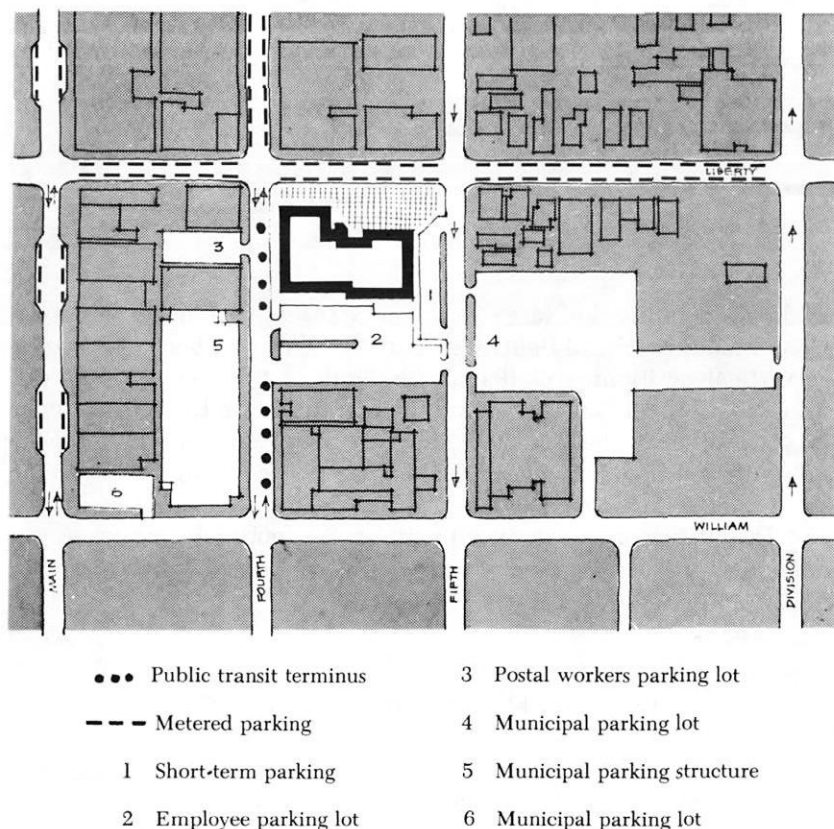 LIBERTY
3
1
5
2
4
6
WILLIAM
MAIN
FOURTH
FIFTH
DIVISION
Public transit terminus
Metered parking
1 Short-term parking
2 Employee parking lot
3 Postal workers parking lot
4 Municipal parking lot
5 Municipal parking structure
6 Municipal parking lot